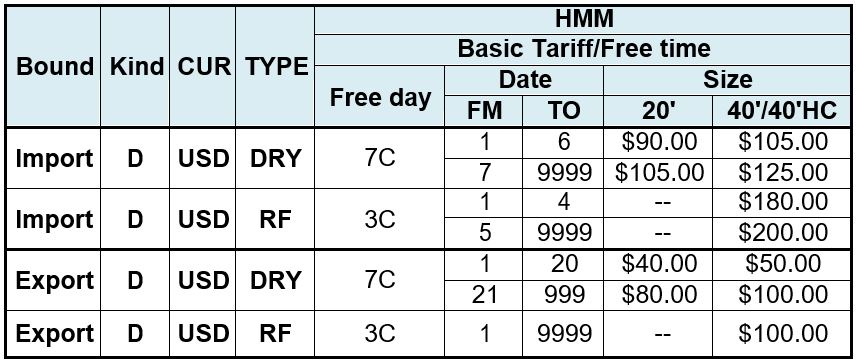 HMM
Basic Tariff/Free time
Bound Kind CUR TYPE Free day Date Size
FM TO 20' 40'/40'HC
Import D USD DRY 7C 1 6 $90.00 $105.00
7 9999 $105.00 $125.00
Import D USD RF 3C 1 4 -- $180.00
5 9999 -- $200.00
Export D USD DRY 7C 1 20 $40.00 $50.00
21 999 $80.00 $100.00
Export D USD RF 3C 1 9999 -- $100.00